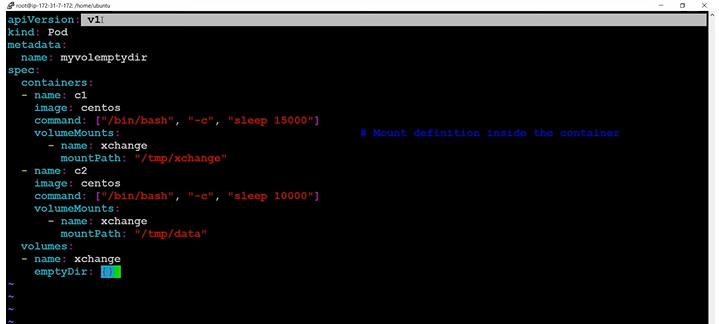 root@ip-172-31-7-172: /home/ubuntu
apiVersion: v1
kind: Pod
metadata:
  name: myvolemptydir
spec:
  containers:
  - name: c1
    image: centos
    command: ["/bin/bash", "-c", "sleep 15000"]
    volumeMounts: # Mount definition inside the container
      - name: xchange
        mountPath: "/tmp/xchange"
  - name: c2
    image: centos
    command: ["/bin/bash", "-c", "sleep 10000"]
    volumeMounts:
      - name: xchange
        mountPath: "/tmp/data"
  volumes:
  - name: xchange
    emptyDir: {}
~
~
~
~